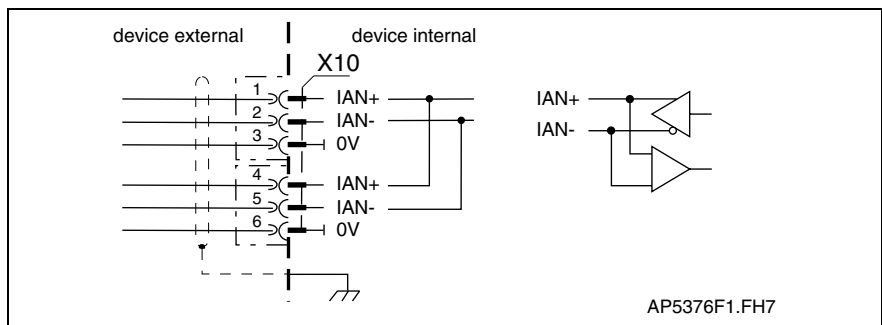 device external
device internal
X10
1 IAN+
2 IAN-
3 0V
4 IAN+
5 IAN-
6 0V
IAN+
IAN-
AP5376F1.FH7